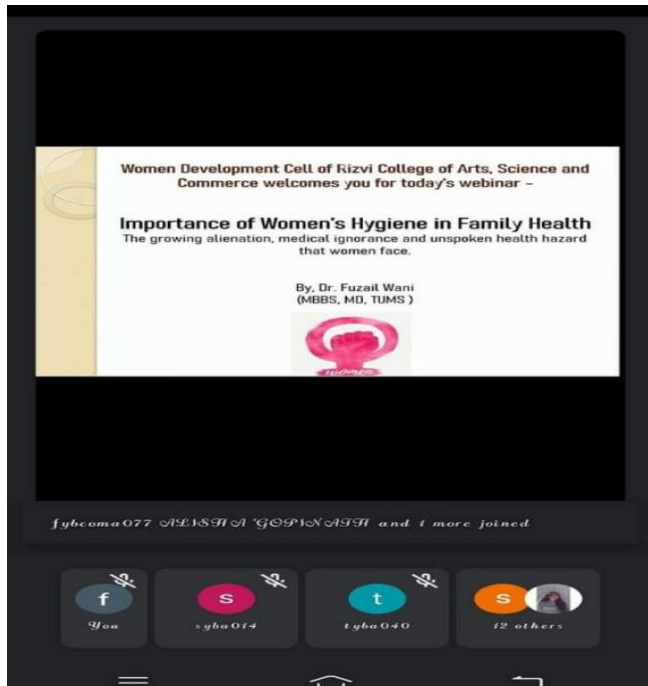 Women Development Cell of Rizvi College of Arts, Science and
Commerce welcomes you for today's webinar –
Importance of Women's Hygiene in Family Health
The growing alienation, medical ignorance and unspoken health hazard
that women face.
By, Dr. Fuzail Wani
(MBBS, MD, TUMS )
women
fybcoma077 ALISHA GOPINATH and 1 more joined
f
s
t
s
You
syba014
tyba040
12 others